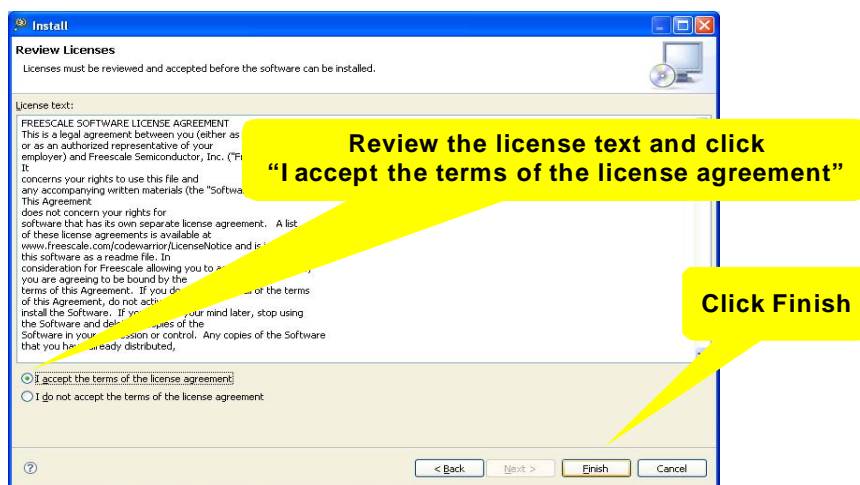 Install
Review Licenses
Licenses must be reviewed and accepted before the software can be installed.
License text:
FREESCALE SOFTWARE LICENSE AGREEMENT
This is a legal agreement between you (either as
or as an authorized representative of your
employer) and Freescale Semiconductor, Inc. ("F
It
concerns your rights to use this file and
any accompanying written materials (the "Softwa
This Agreement
does not concern your rights for
software that has its own separate license agreement. A list
of these license agreements is available at
www.freescale.com/codewarrior/LicenseNotice and is
this software as a readme file. In
consideration for Freescale allowing you to
you are agreeing to be bound by the
terms of this Agreement. If you do of the terms
of this Agreement, do not
install the Software. If your mind later, stop using
the Software and of the
Software in your or control. Any copies of the Software
that you already distributed,
Review the license text and click
“I accept the terms of the license agreement”
Click Finish
I accept the terms of the license agreement
I do not accept the terms of the license agreement
?
< Back
Next >
Finish
Cancel